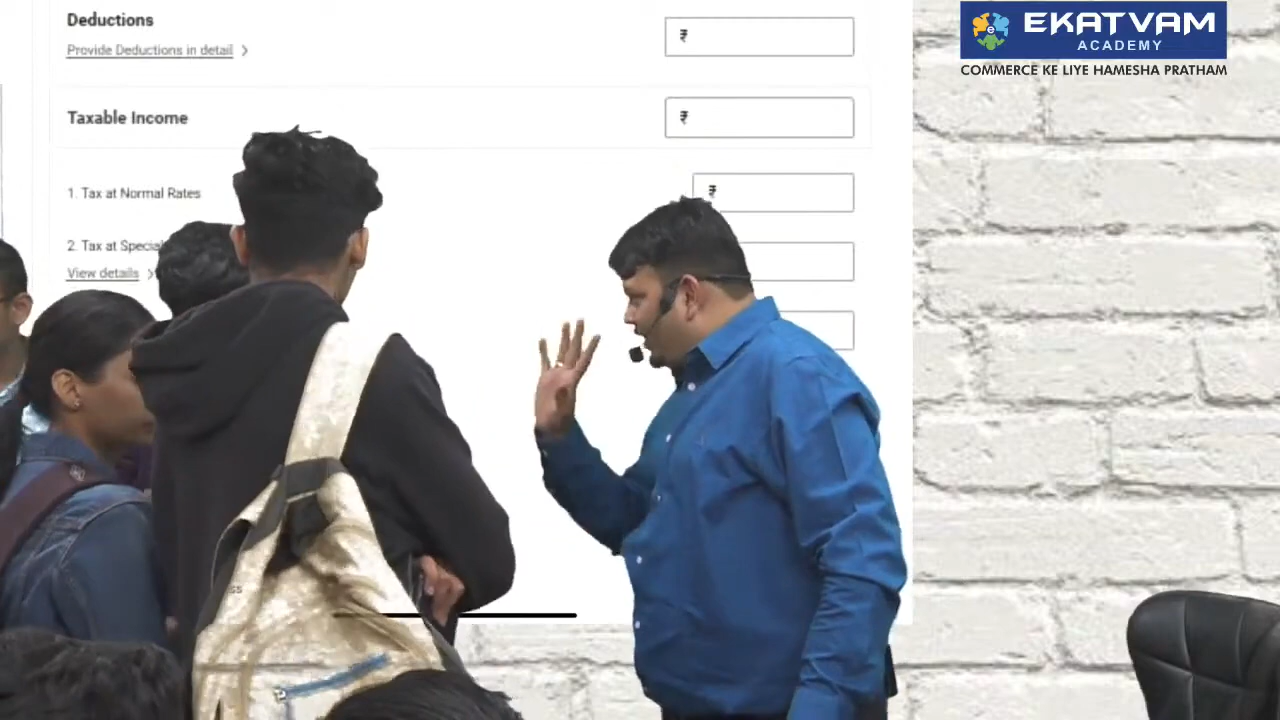 Deductions
₹
Provide Deductions in detail
Taxable Income
₹
1. Tax at Normal Rates
₹
2. Tax at Special
View details
EKATVAM
ACADEMY
COMMERCE KE LIYE HAMESHA PRATHAM